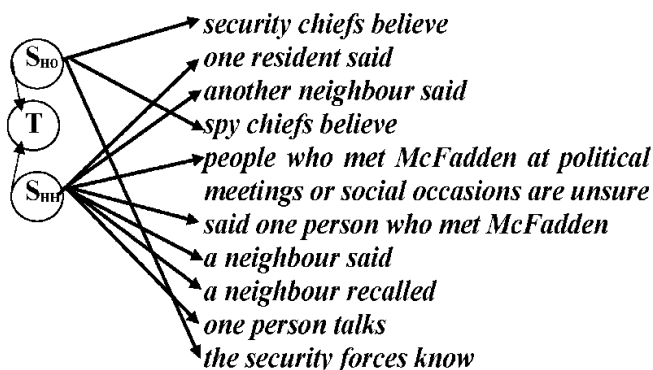 security chiefs believe
S_HO
one resident said
another neighbour said
T
spy chiefs believe
people who met McFadden at political
meetings or social occasions are unsure
S_HH
said one person who met McFadden
a neighbour said
a neighbour recalled
one person talks
the security forces know